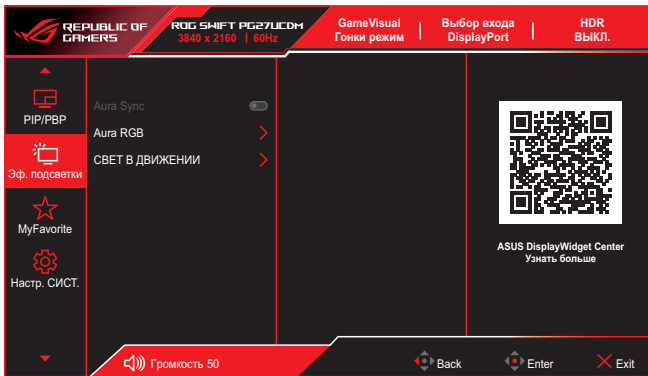 REPUBLIC OF
GAMERS
ROG SWIFT PG27UCDM
3840 x 2160 | 60Hz
GameVisual
Гонки режим
Выбор входа
DisplayPort
HDR
ВЫКЛ.
PIP/PBP
Эф. подсветки
MyFavorite
Настр. СИСТ.
Aura Sync
Aura RGB
СВЕТ В ДВИЖЕНИИ
ASUS DisplayWidget Center
Узнать больше
Громкость 50
Back
Enter
Exit